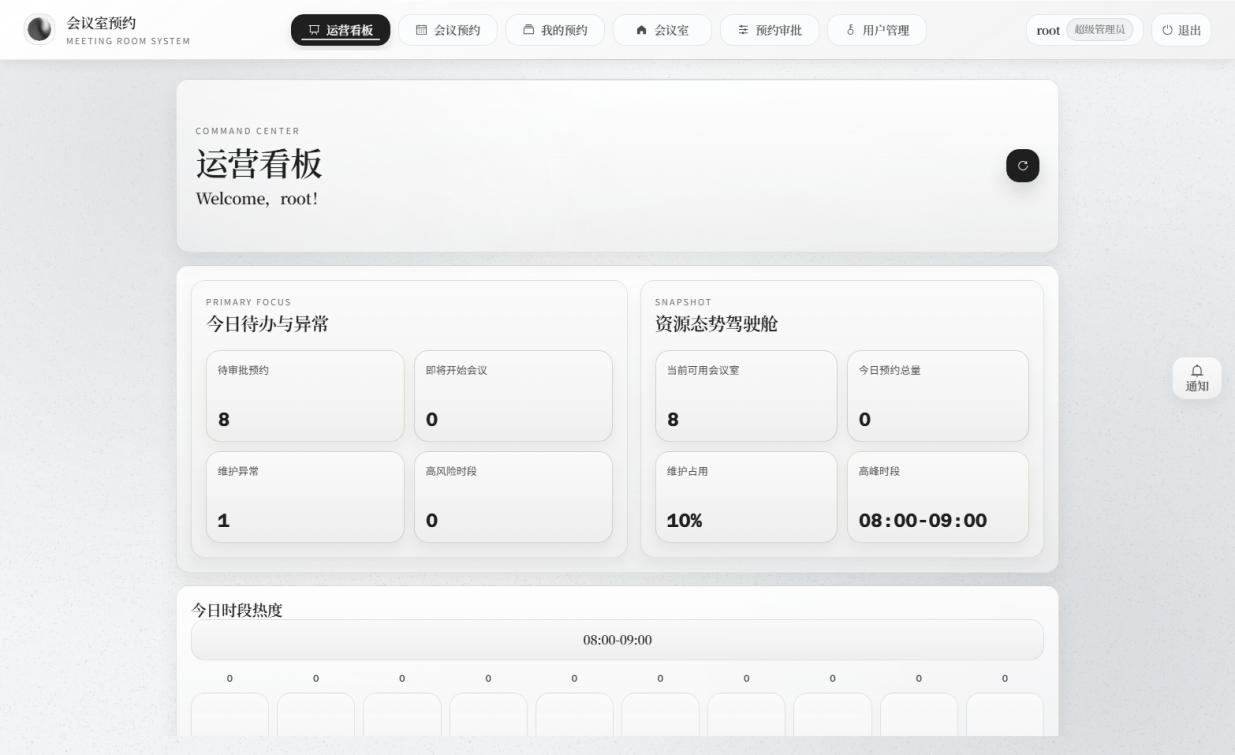 会议室预约
MEETING ROOM SYSTEM
运营看板
会议预约
我的预约
会议室
预约审批
用户管理
root 超级管理员
退出
COMMAND CENTER
运营看板
Welcome, root!
PRIMARY FOCUS
今日待办与异常
待审批预约
8
即将开始会议
0
维护异常
1
高风险时段
0
SNAPSHOT
资源态势驾驶舱
当前可用会议室
8
今日预约总量
0
维护占用
10%
高峰时段
08:00-09:00
通知
今日时段热度
08:00-09:00
0 0 0 0 0 0 0 0 0 0